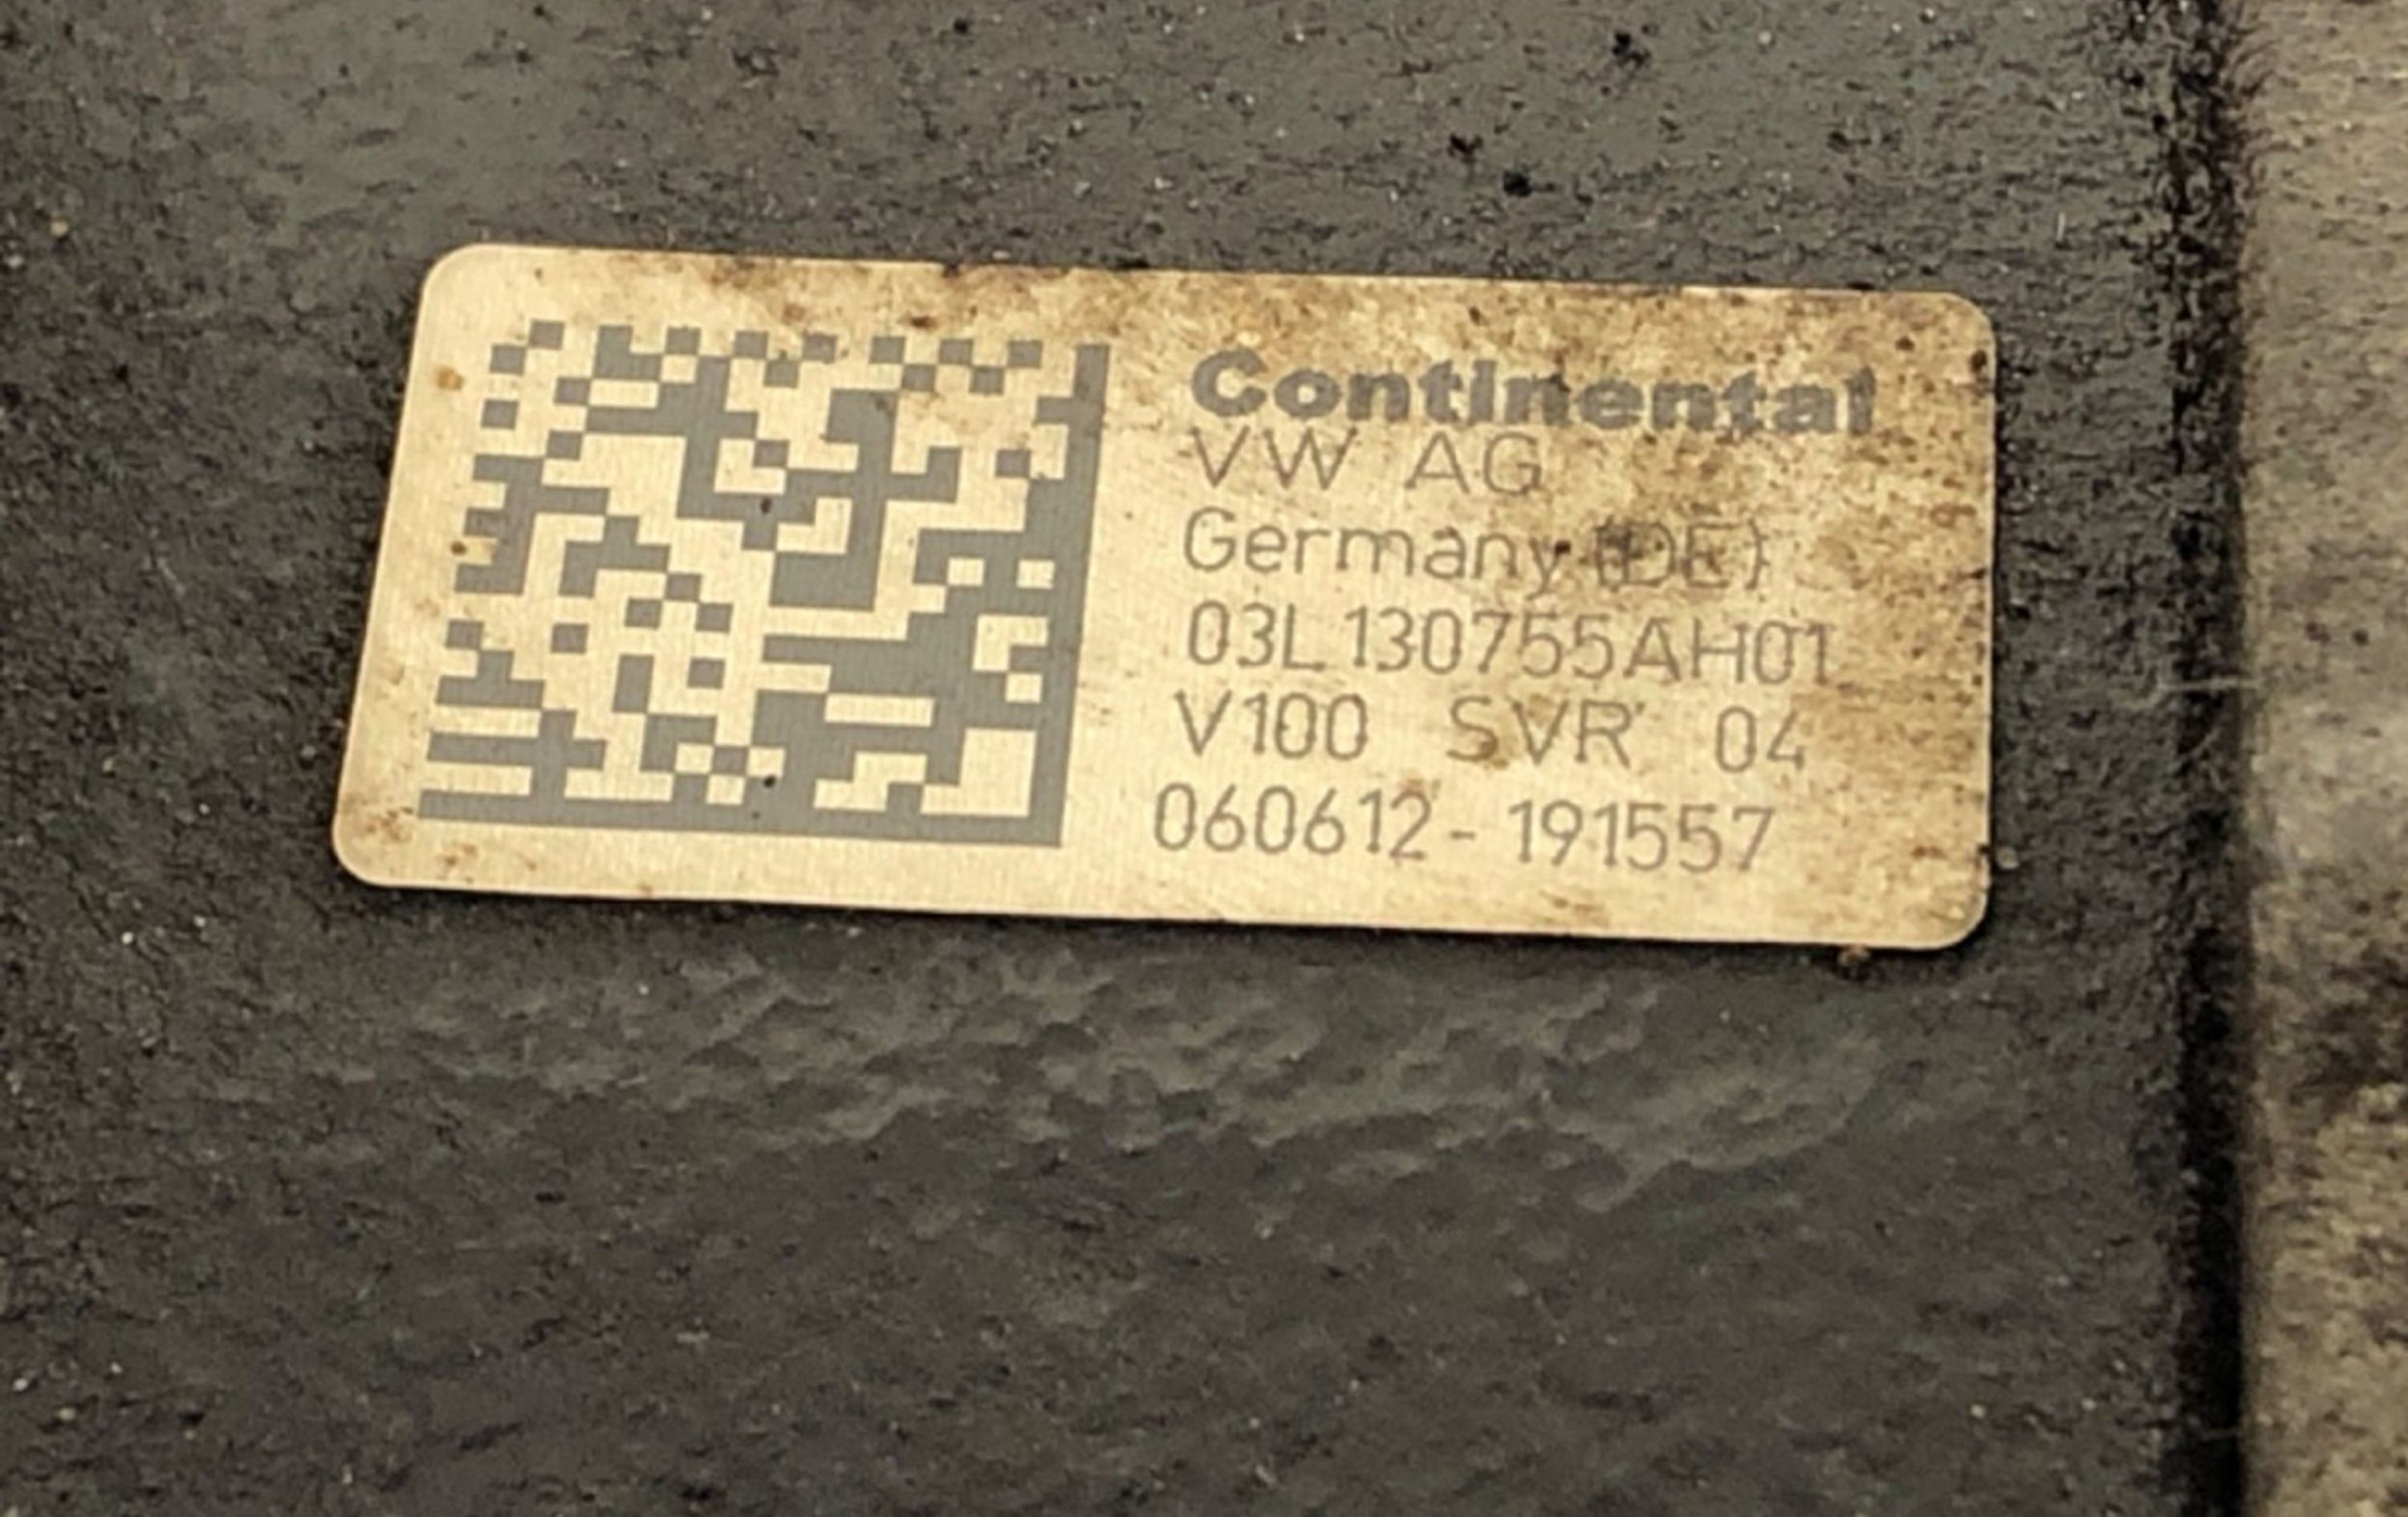 Continental
VW AG
Germany (DE)
03L130755AH01
V100 SVR 04
060612-191557